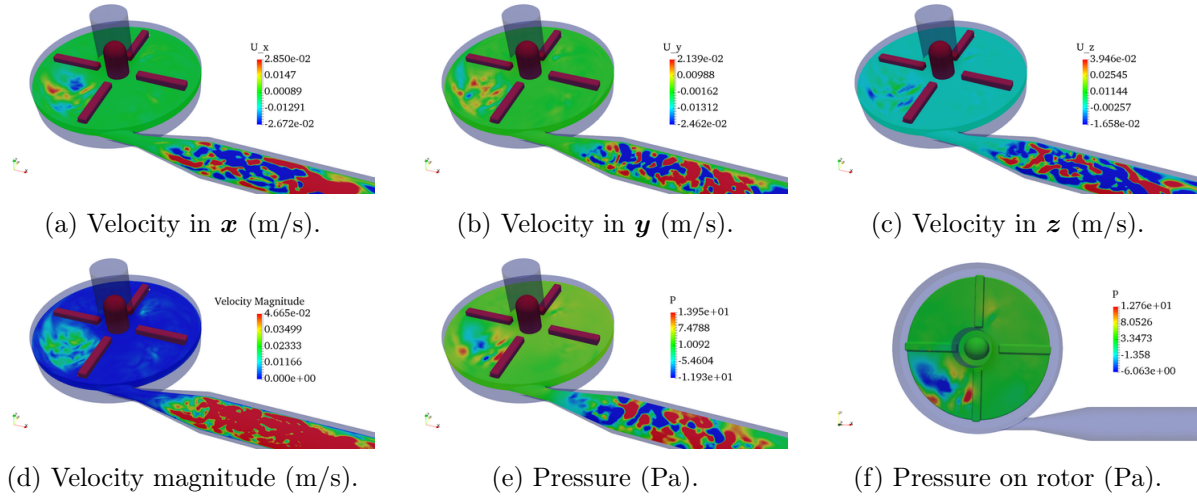 U_x
2.850e-02
0.0147
0.00089
-0.01291
-2.672e-02
(a) Velocity in x (m/s).
U_y
2.139e-02
0.00988
-0.00162
-0.01312
-2.462e-02
(b) Velocity in y (m/s).
U_z
3.946e-02
0.02545
0.01144
-0.00257
-1.658e-02
(c) Velocity in z (m/s).
Velocity Magnitude
4.665e-02
0.03499
0.02333
0.01166
0.000e+00
(d) Velocity magnitude (m/s).
P
1.395e+01
7.4788
1.0092
-5.4604
-1.193e+01
(e) Pressure (Pa).
p
1.276e+01
8.0526
3.3473
-1.358
-6.063e+00
(f) Pressure on rotor (Pa).